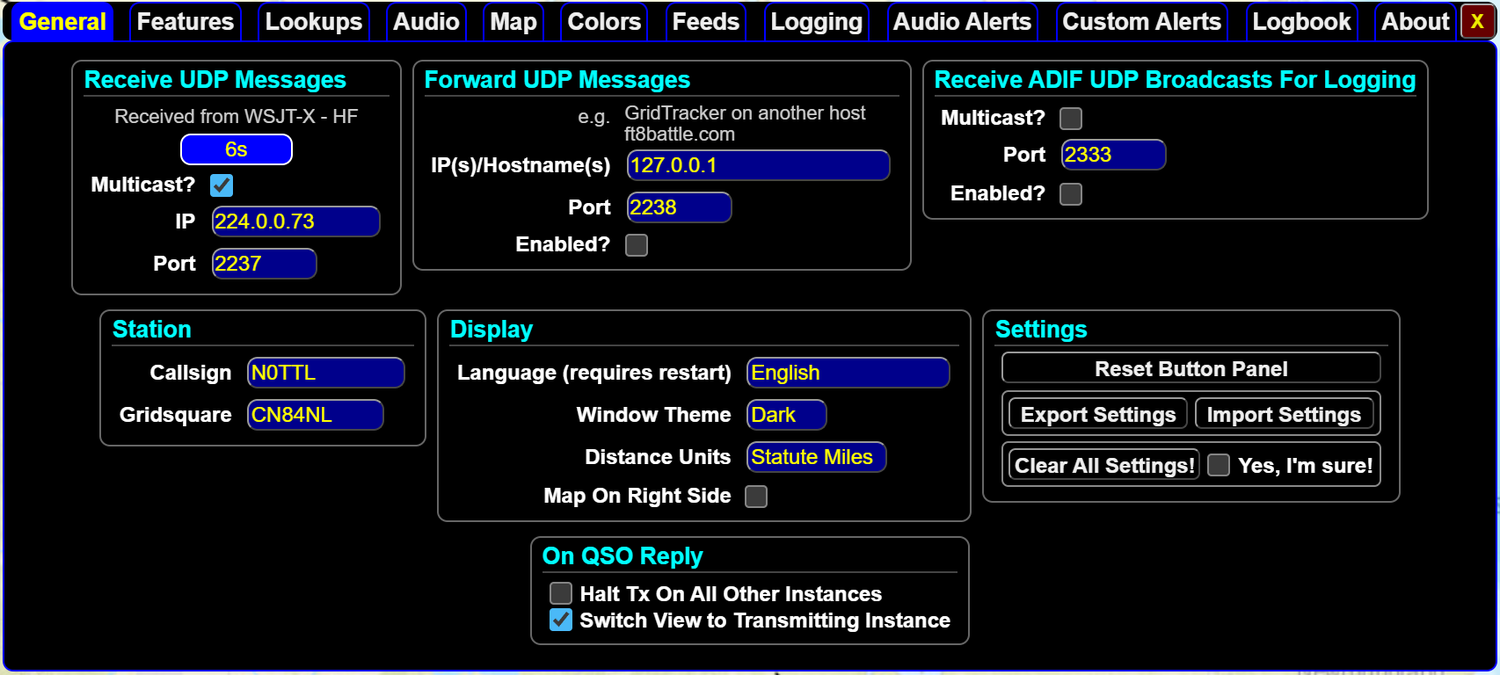 General Features Lookups Audio Map Colors Feeds Logging Audio Alerts Custom Alerts Logbook About X
Receive UDP Messages
Received from WSJT-X - HF
6s
Multicast?
IP 224.0.0.73
Port 2237
Forward UDP Messages
e.g. GridTracker on another host
ft8battle.com
IP(s)/Hostname(s) 127.0.0.1
Port 2238
Enabled?
Receive ADIF UDP Broadcasts For Logging
Multicast?
Port 2333
Enabled?
Station
Callsign N0TTL
Gridsquare CN84NL
Display
Language (requires restart) English
Window Theme Dark
Distance Units Statute Miles
Map On Right Side
Settings
Reset Button Panel
Export Settings Import Settings
Clear All Settings! Yes, I'm sure!
On QSO Reply
Halt Tx On All Other Instances
Switch View to Transmitting Instance